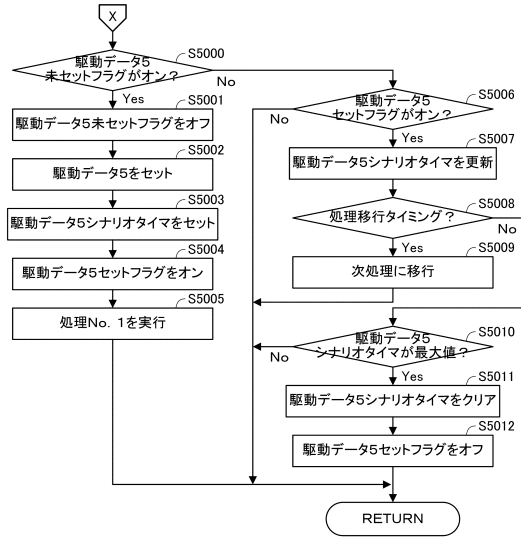 X
駆動データ5
未セットフラグがオン？
S5000
No
Yes
S5001
駆動データ5未セットフラグをオフ
S5002
駆動データ5をセット
S5003
駆動データ5シナリオタイマをセット
S5004
駆動データ5セットフラグをオン
S5005
処理No. 1を実行
S5006
駆動データ5
セットフラグがオン？
No
Yes
S5007
駆動データ5シナリオタイマを更新
S5008
処理移行タイミング？
No
Yes
S5009
次処理に移行
S5010
駆動データ5
シナリオタイマが最大値？
No
Yes
S5011
駆動データ5シナリオタイマをクリア
S5012
駆動データ5セットフラグをオフ
RETURN